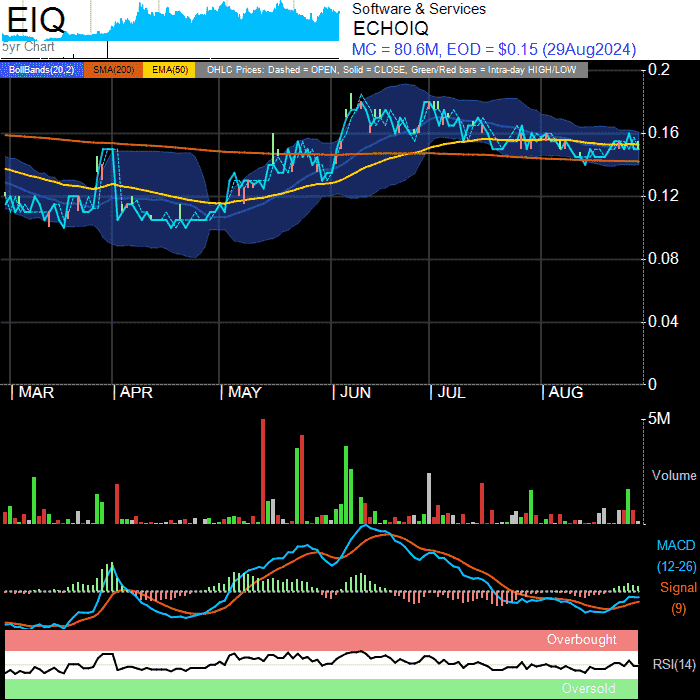 EIQ
5yr Chart
Software & Services
ECHOIQ
MC = 80.6M, EOD = $0.15 (29Aug2024)
BollBands(20,2) SMA(200) EMA(50) OHLC Prices: Dashed = OPEN, Solid = CLOSE, Green/Red bars = Intra-day HIGH/LOW
0.2
0.16
0.12
0.08
0.04
0
MAR APR MAY JUN JUL AUG
5M
Volume
MACD
(12-26)
Signal
(9)
Overbought
RSI(14)
Oversold